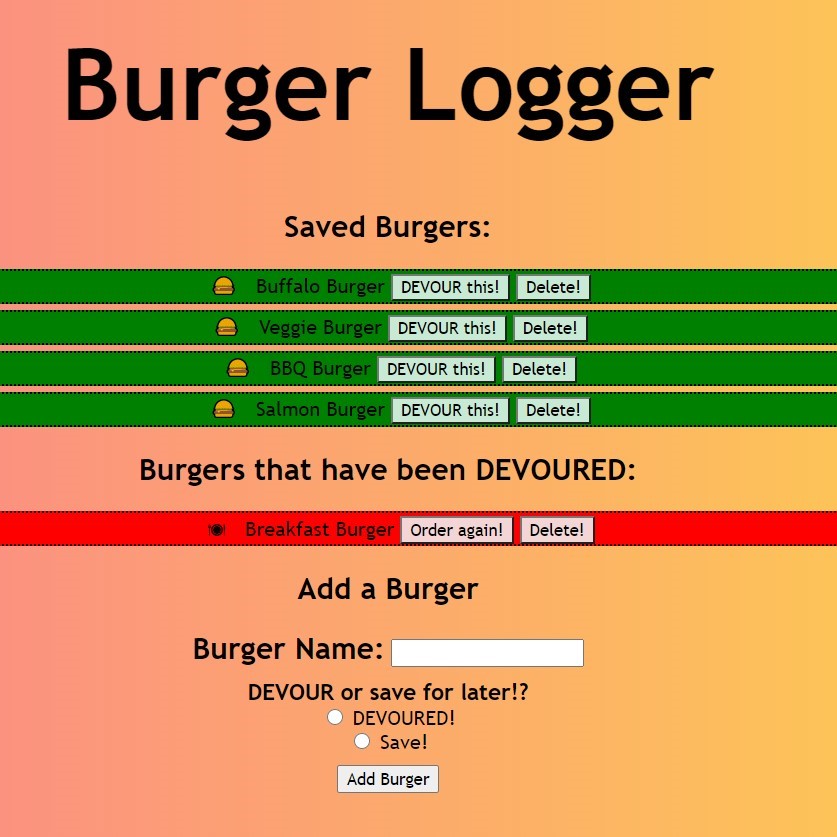 Burger Logger
Saved Burgers:
Buffalo Burger DEVOUR this! Delete!
Veggie Burger DEVOUR this! Delete!
BBQ Burger DEVOUR this! Delete!
Salmon Burger DEVOUR this! Delete!
Burgers that have been DEVOURED:
Breakfast Burger Order again! Delete!
Add a Burger
Burger Name:
DEVOUR or save for later!?
DEVOURED!
Save!
Add Burger